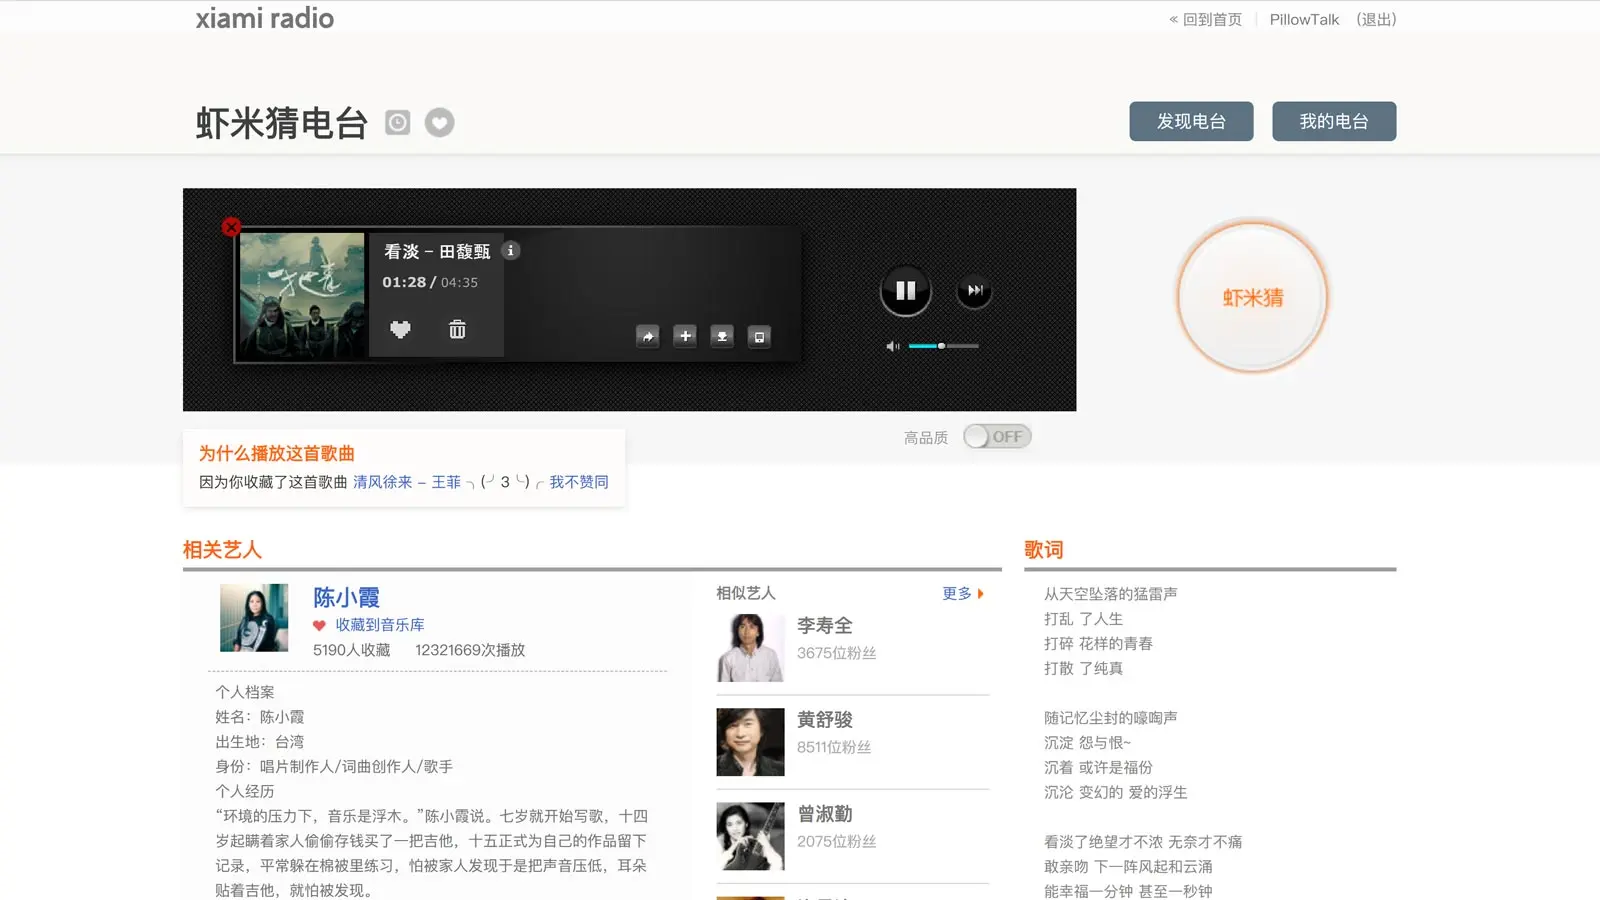 xiami radio
« 回到首页 PillowTalk (退出)
虾米猜电台
发现电台 我的电台
看淡 – 田馥甄
01:28 / 04:35
一把青
虾米猜
高品质 OFF
为什么播放这首歌曲
因为你收藏了这首歌曲 清风徐来 – 王菲 ╮(╯3╰)╭ 我不赞同
相关艺人
陈小霞
收藏到音乐库
5190人收藏 12321669次播放
个人档案
姓名：陈小霞
出生地：台湾
身份：唱片制作人/词曲创作人/歌手
个人经历
“环境的压力下，音乐是浮木。”陈小霞说。七岁就开始写歌，十四
岁起瞒着家人偷偷存钱买了一把吉他，十五正式为自己的作品留下
记录，平常躲在棉被里练习，怕被家人发现于是把声音压低，耳朵
贴着吉他，就怕被发现。
相似艺人 更多
李寿全
3675位粉丝
黄舒骏
8511位粉丝
曾淑勤
2075位粉丝
歌词
从天空坠落的猛雷声
打乱 了人生
打碎 花样的青春
打散 了纯真
随记忆尘封的嚎啕声
沉淀 怨与恨~
沉着 或许是福份
沉沦 变幻的 爱的浮生
看淡了绝望才不浓 无奈才不痛
敢亲吻 下一阵风起和云涌
能幸福一分钟 甚至一秒钟